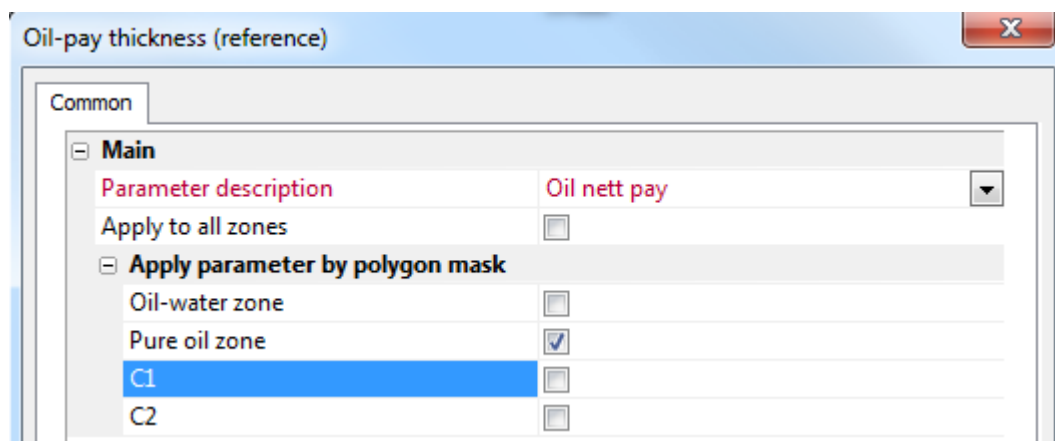 Oil-pay thickness (reference)
Common
Main
Parameter description Oil nett pay
Apply to all zones
Apply parameter by polygon mask
Oil-water zone
Pure oil zone
C1
C2